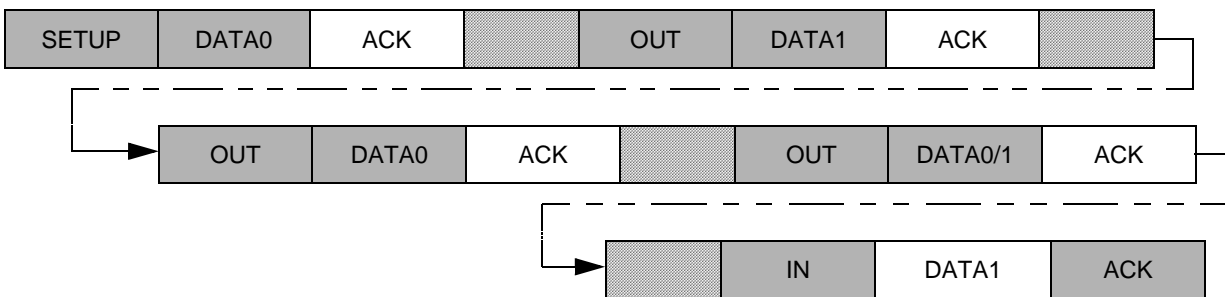 SETUP DATA0 ACK OUT DATA1 ACK
OUT DATA0 ACK OUT DATA0/1 ACK
IN DATA1 ACK